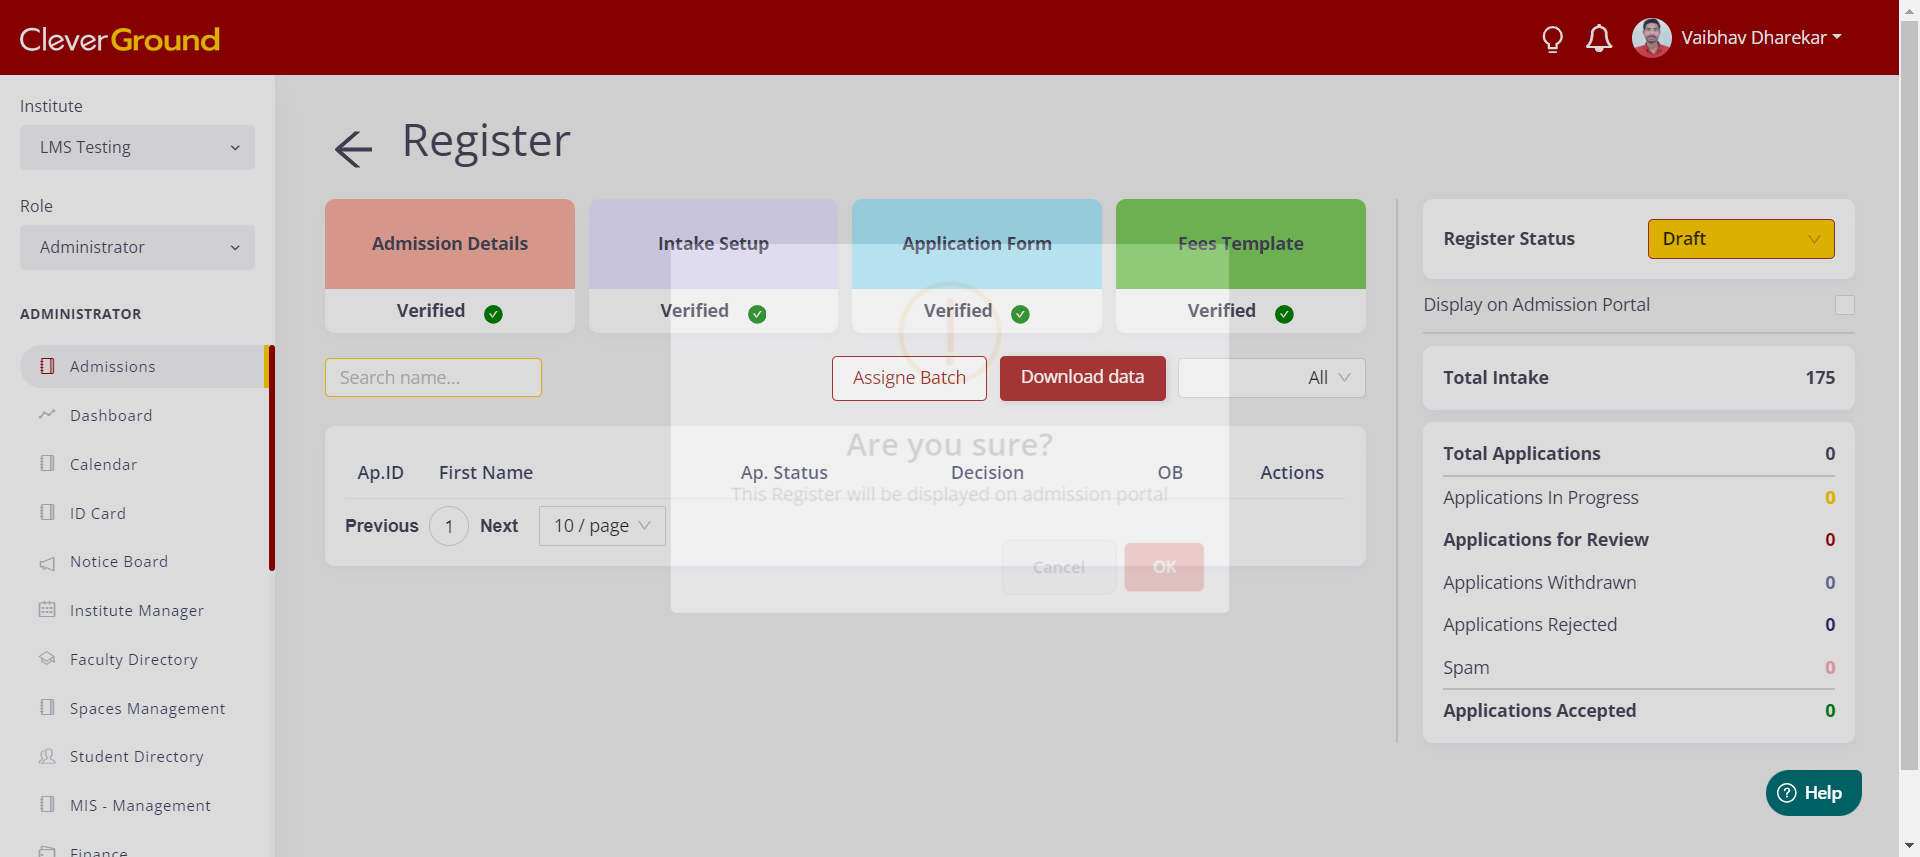 CleverGround
Vaibhav Dharekar
Institute
LMS Testing
Role
Administrator
ADMINISTRATOR
Admissions
Dashboard
Calendar
ID Card
Notice Board
Institute Manager
Faculty Directory
Spaces Management
Student Directory
MIS - Management
Finance
Register
Admission Details
Verified
Intake Setup
Verified
Application Form
Verified
Fees Template
Verified
Search name...
Assigne Batch
Download data
All
Are you sure?
Ap.ID First Name Ap. Status Decision OB Actions
This Register will be displayed on admission portal
Previous 1 Next 10 / page
Cancel OK
Register Status Draft
Display on Admission Portal
Total Intake 175
Total Applications 0
Applications In Progress 0
Applications for Review 0
Applications Withdrawn 0
Applications Rejected 0
Spam 0
Applications Accepted 0
Help